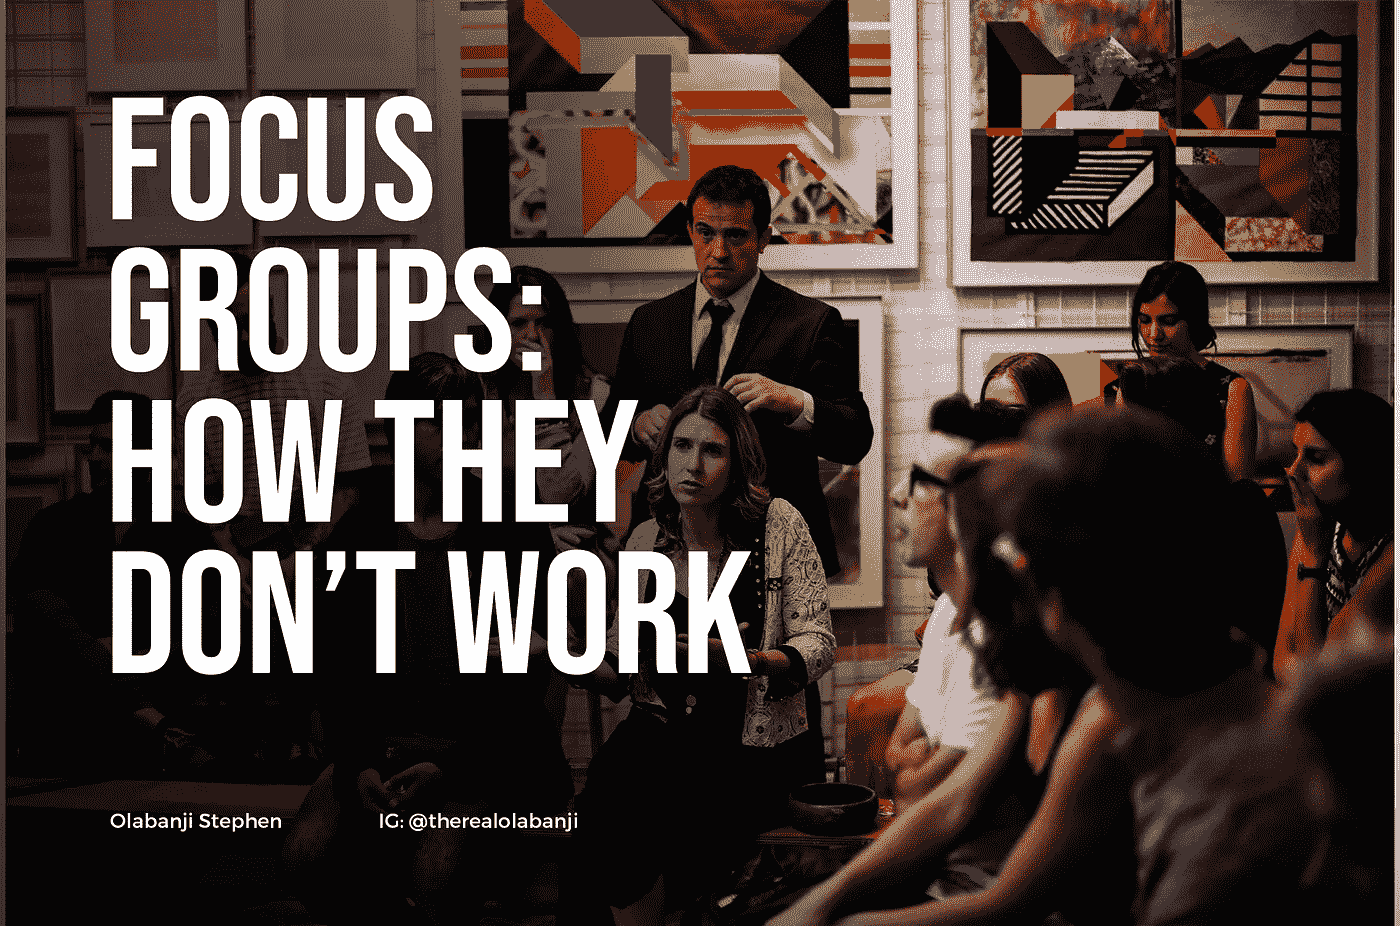 FOCUS
GROUPS:
HOW THEY
DON’T WORK
Olabanji Stephen
IG: @therealolabanji